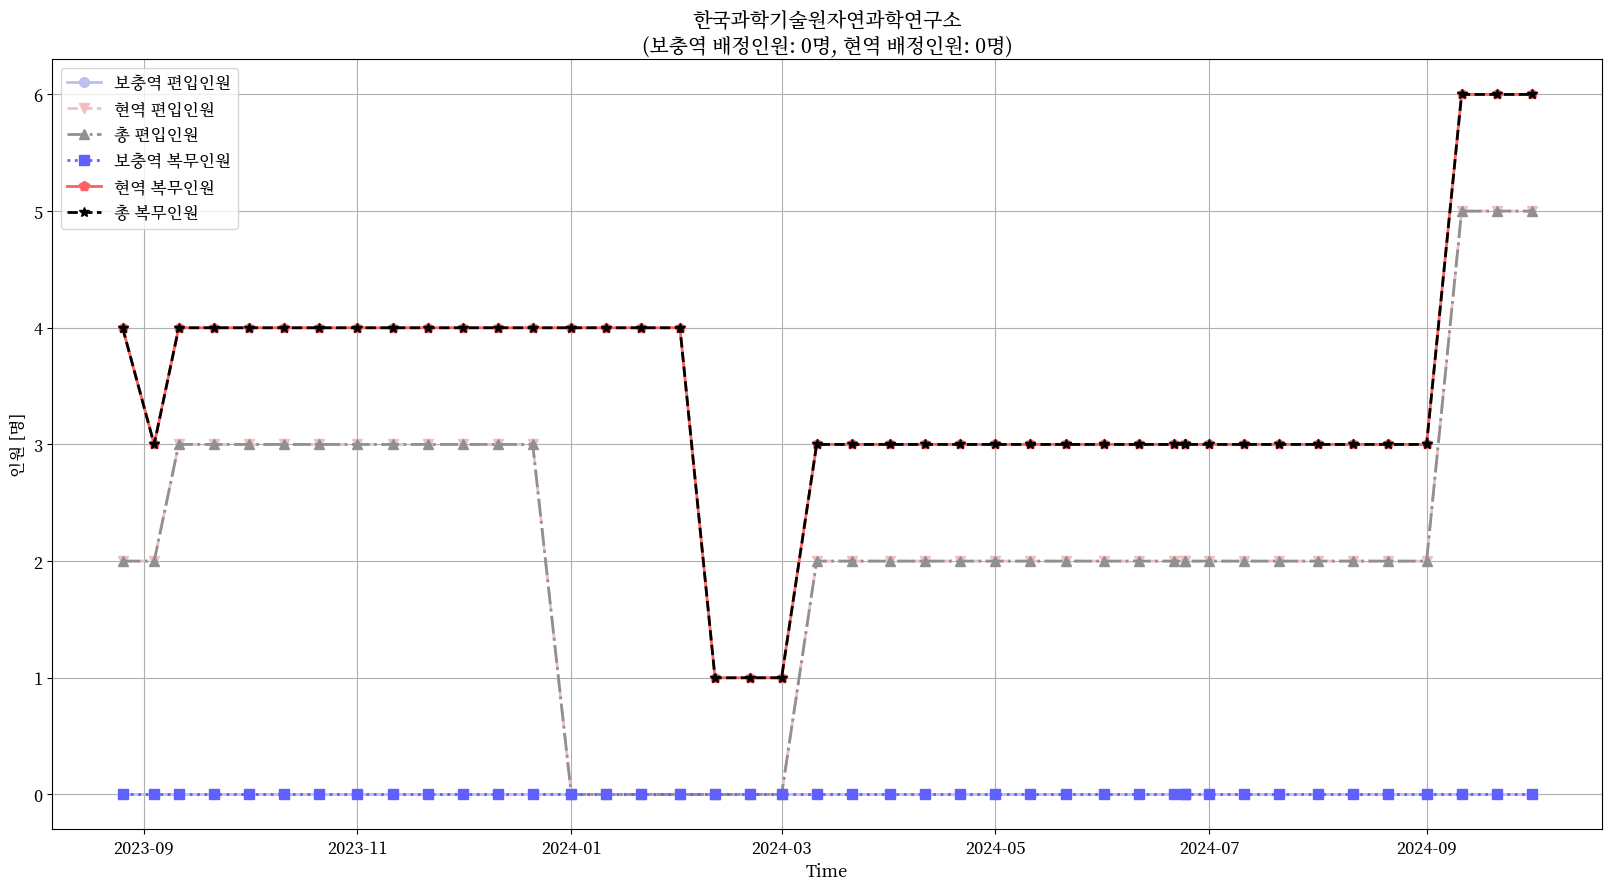 한국과학기술원자연과학연구소
(보충역 배정인원: 0명, 현역 배정인원: 0명)
보충역 편입인원
현역 편입인원
총 편입인원
보충역 복무인원
현역 복무인원
총 복무인원
인원 [명]
6
5
4
3
2
1
0
2023-09 2023-11 2024-01 2024-03 2024-05 2024-07 2024-09
Time